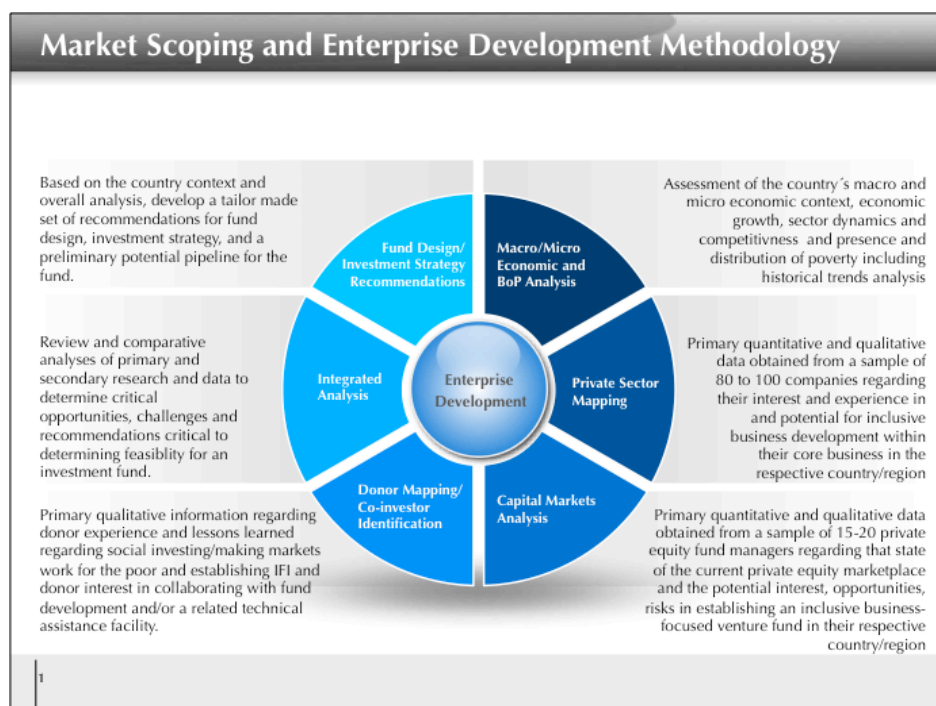 Market Scoping and Enterprise Development Methodology
Based on the country context and
overall analysis, develop a tailor made
set of recommendations for fund
design, investment strategy, and a
preliminary potential pipeline for the
fund.
Review and comparative
analyses of primary and
secondary research and data to
determine critical
opportunities, challenges and
recommendations critical to
determining feasiblity for an
investment fund.
Primary qualitative information regarding
donor experience and lessons learned
regarding social investing/making markets
work for the poor and establishing IFI and
donor interest in collaborating with fund
development and/or a related technical
assistance facility.
Fund Design/
Investment Strategy
Recommendations
Macro/Micro
Economic and
BoP Analysis
Integrated
Analysis
Enterprise
Development
Private Sector
Mapping
Donor Mapping/
Co-investor
Identification
Capital Markets
Analysis
Assessment of the country´s macro and
micro economic context, economic
growth, sector dynamics and
competitivness and presence and
distribution of poverty including
historical trends analysis
Primary quantitative and qualitative
data obtained from a sample of
80 to 100 companies regarding
their interest and experience in
and potential for inclusive
business development within
their core business in the
respective country/region
Primary quantitative and qualitative data
obtained from a sample of 15-20 private
equity fund managers regarding that state
of the current private equity marketplace
and the potential interest, opportunities,
risks in establishing an inclusive business-
focused venture fund in their respective
country/region
1